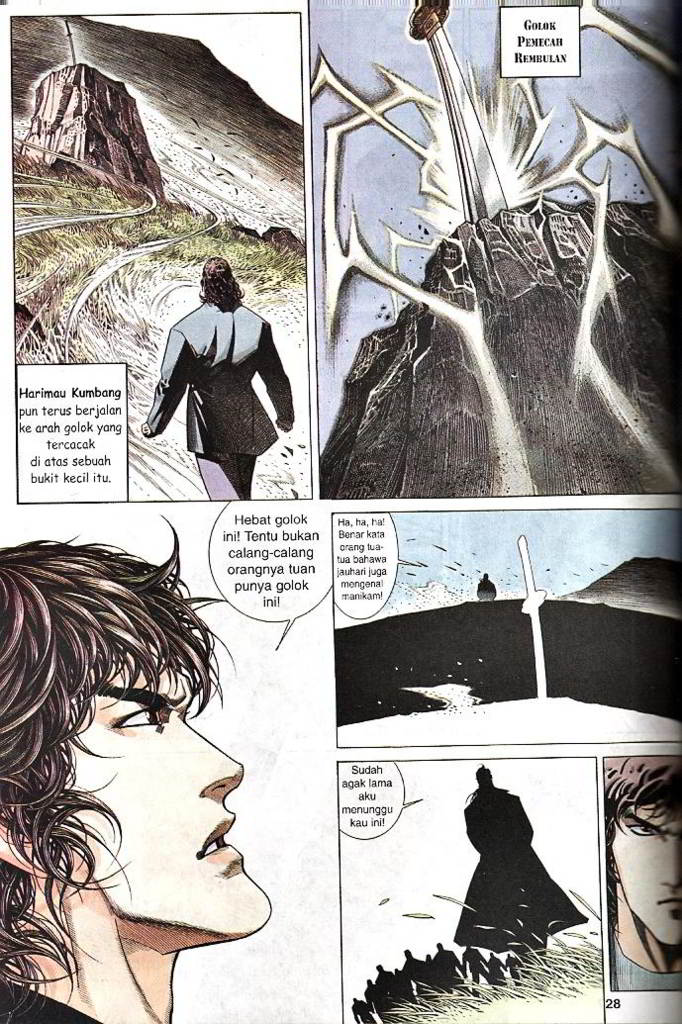 GOLOK
PEMECAH
REMBULAN
Harimau Kumbang
pun terus berjalan
ke arah golok yang
tercacak
di atas sebuah
bukit kecil itu.
Hebat golok
ini! Tentu bukan
calang-calang
orangnya tuan
punya golok
ini!
Ha, ha, ha!
Benar kata
orang tua-
tua bahawa
jauhari juga
mengenal
manikam!
Sudah
agak lama
aku
menunggu
kau ini!
28